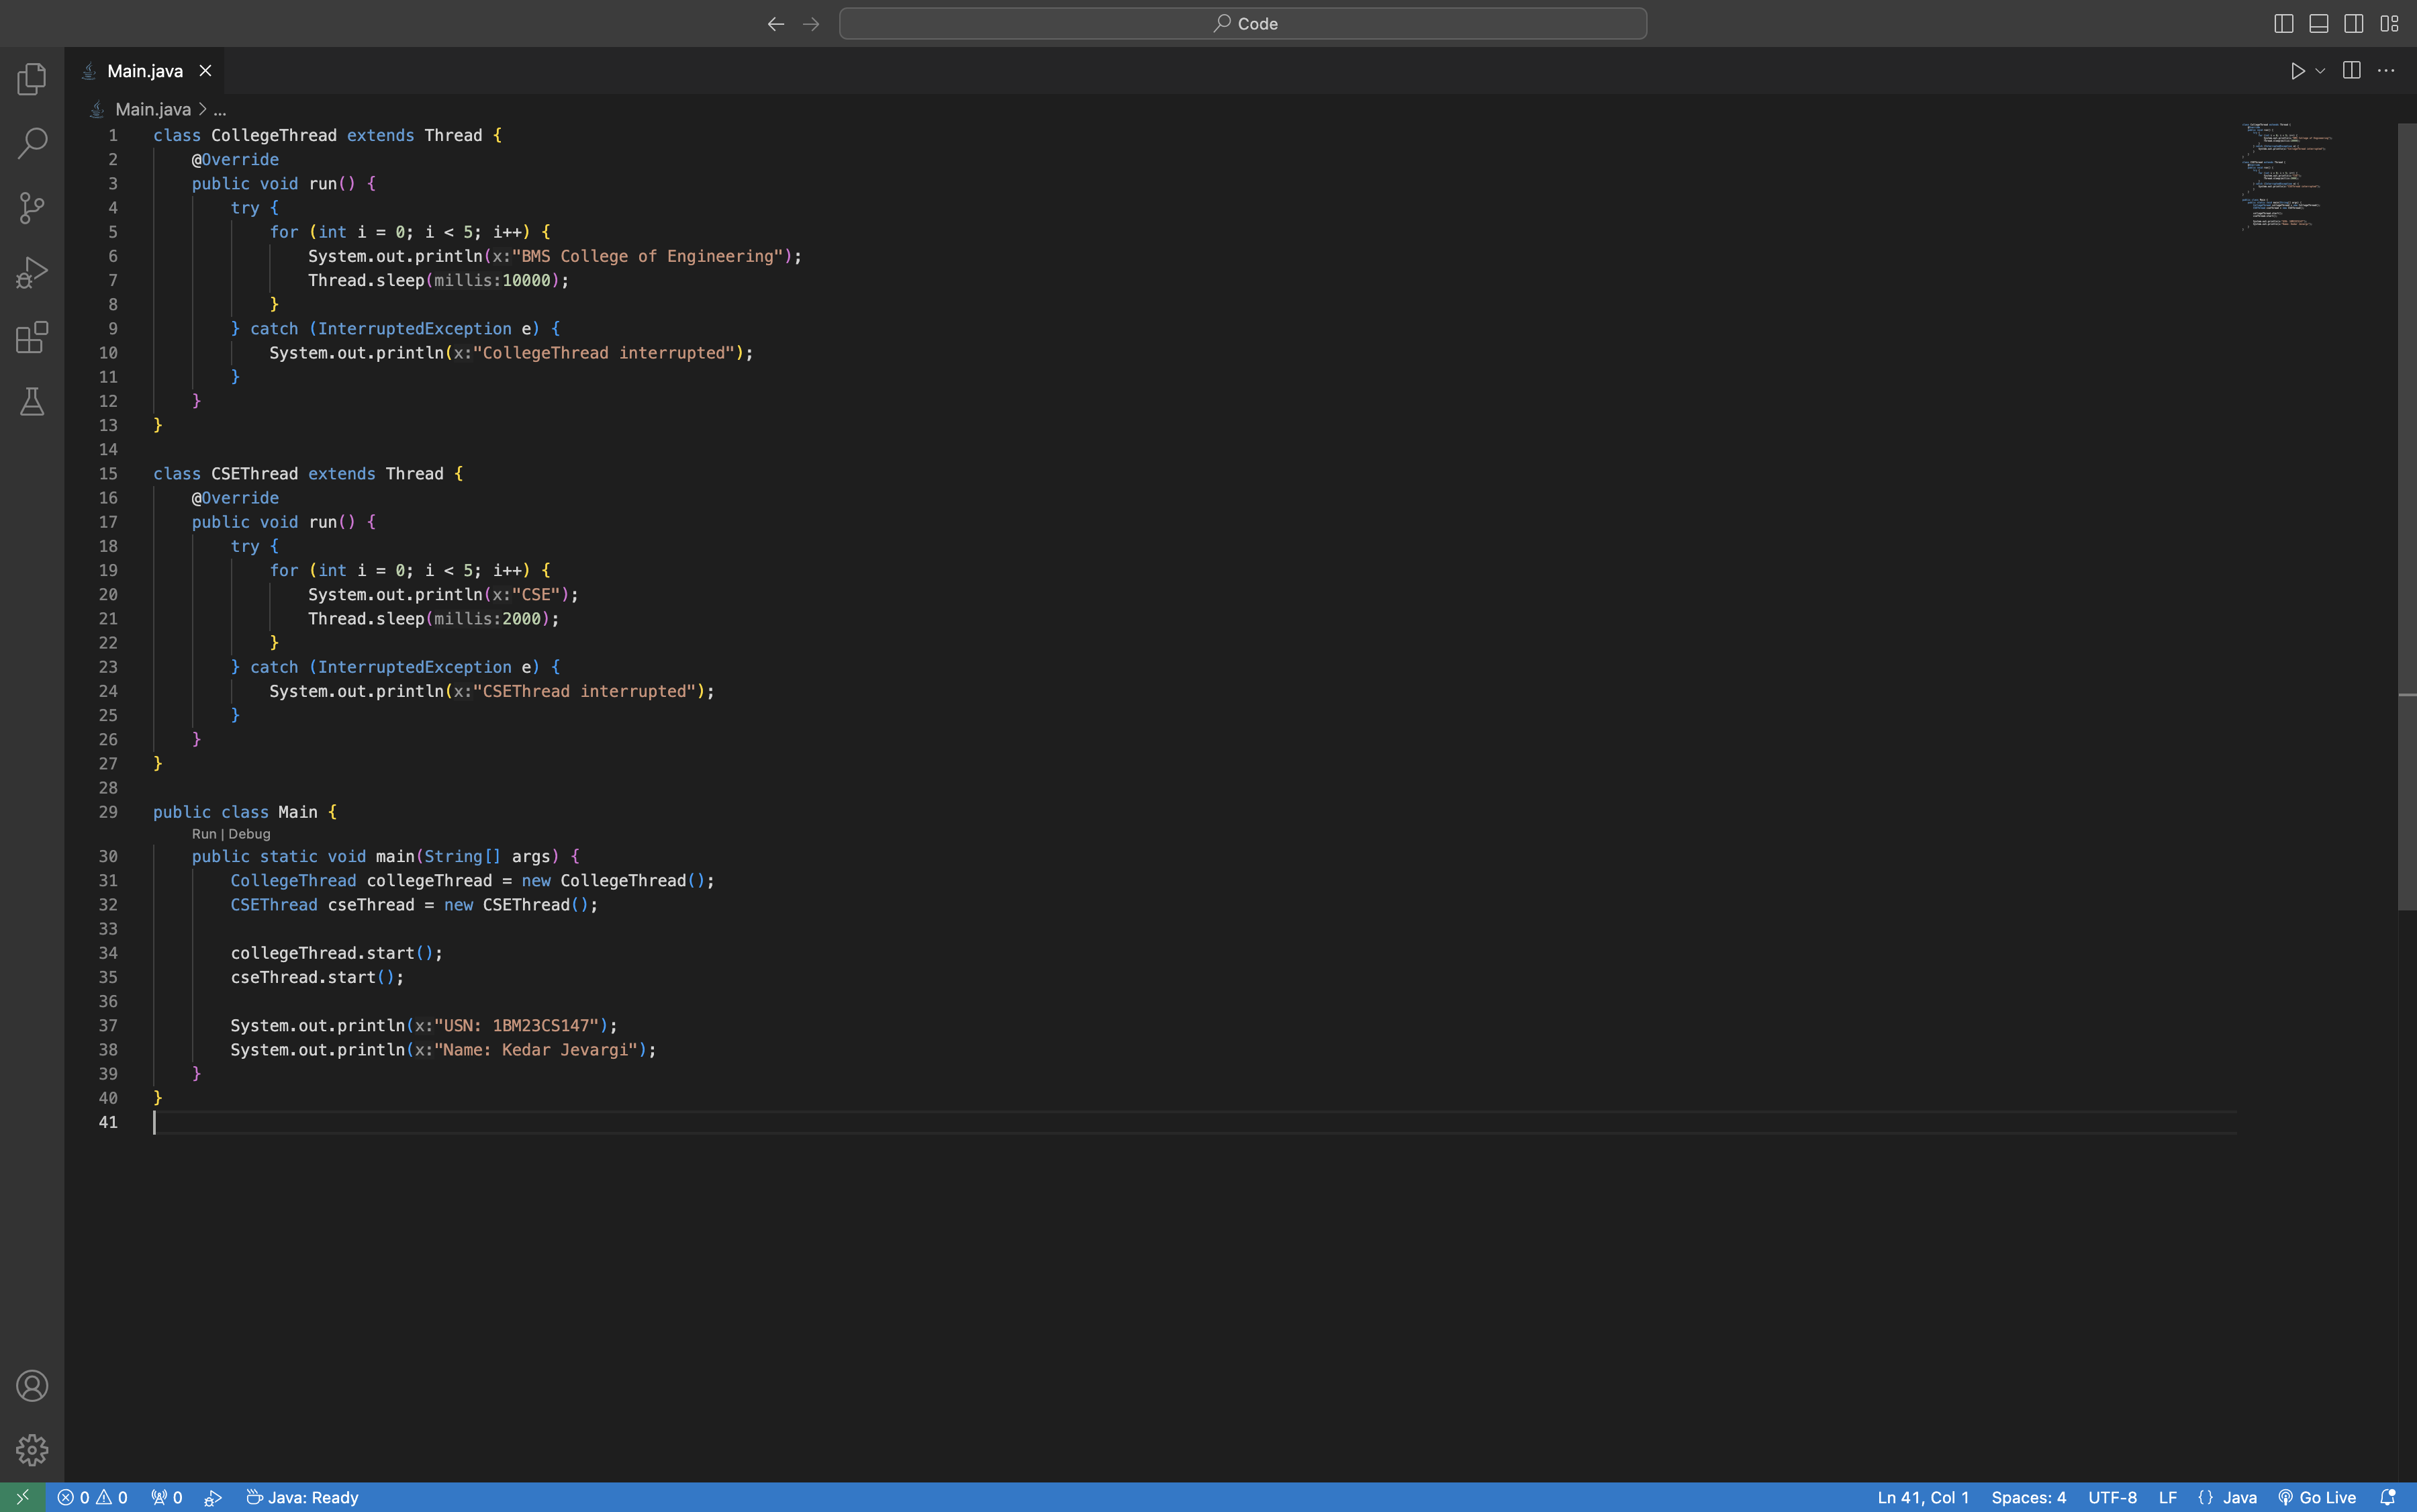 Code
Main.java
Main.java > ...
1 class CollegeThread extends Thread {
2     @Override
3     public void run() {
4         try {
5             for (int i = 0; i < 5; i++) {
6                 System.out.println(x:"BMS College of Engineering");
7                 Thread.sleep(millis:10000);
8             }
9         } catch (InterruptedException e) {
10             System.out.println(x:"CollegeThread interrupted");
11         }
12     }
13 }
14
15 class CSEThread extends Thread {
16     @Override
17     public void run() {
18         try {
19             for (int i = 0; i < 5; i++) {
20                 System.out.println(x:"CSE");
21                 Thread.sleep(millis:2000);
22             }
23         } catch (InterruptedException e) {
24             System.out.println(x:"CSEThread interrupted");
25         }
26     }
27 }
28
29 public class Main {
Run | Debug
30     public static void main(String[] args) {
31         CollegeThread collegeThread = new CollegeThread();
32         CSEThread cseThread = new CSEThread();
33
34         collegeThread.start();
35         cseThread.start();
36
37         System.out.println(x:"USN: 1BM23CS147");
38         System.out.println(x:"Name: Kedar Jevargi");
39     }
40 }
41
0 0 0 Java: Ready Ln 41, Col 1 Spaces: 4 UTF-8 LF {} Java Go Live